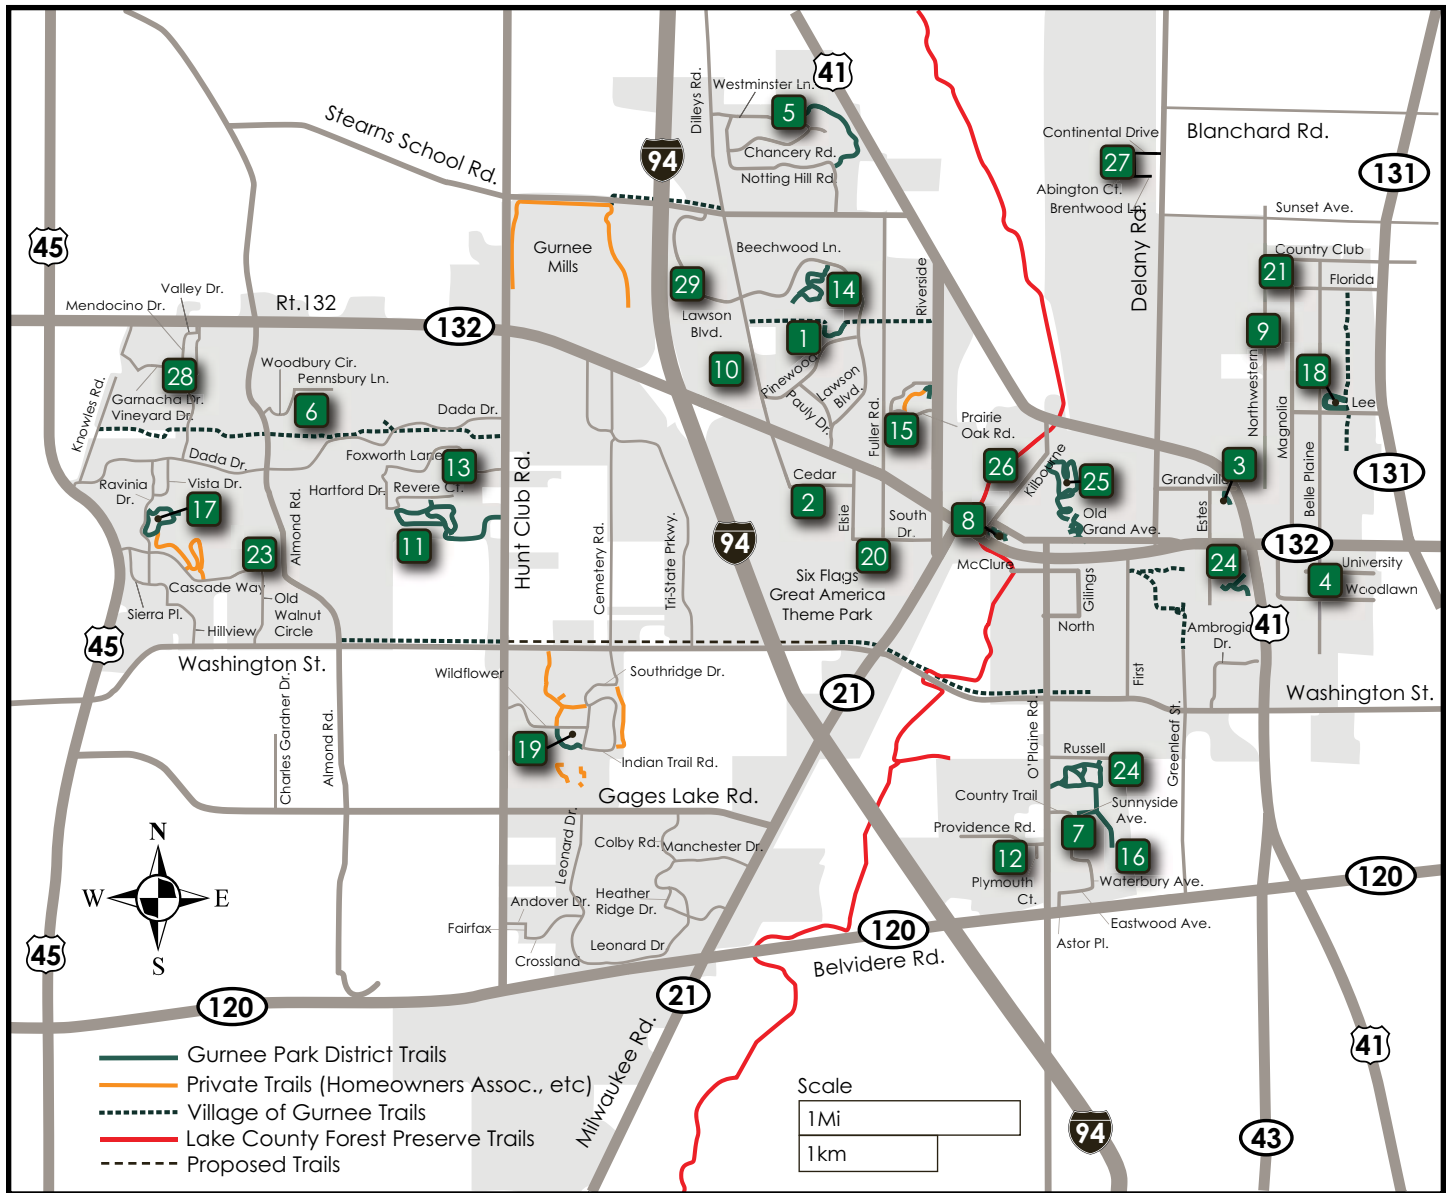 41
Westminster Ln.
5
Dilleys Rd.
Chancery Rd.
Notting Hill Rd.
94
Stearns School Rd.
Continental Drive
27
Abington Ct.
Brentwood Ln.
Blanchard Rd.
131
Sunset Ave.
Delany Rd.
45
Gurnee
Mills
Beechwood Ln.
29
14
Riverside
Country Club
21
Florida
Valley Dr.
Mendocino Dr.
Rt.132
132
Lawson
Blvd.
1
10
Pinewood
Lawson
Blvd.
Pauly Dr.
9
18
Lee
Northwestern
Magnolia
Belle Plaine
Knowles Rd.
28
Garnacha Dr.
Vineyard Dr.
Woodbury Cir.
Pennsbury Ln.
6
Dada Dr.
Fuller Rd.
15
Prairie
Oak Rd.
Dada Dr.
Foxworth Lane
13
Hartford Dr.
Revere Ct.
11
Hunt Club Rd.
Ravinia
Dr.
Vista Dr.
17
23
Almond Rd.
Cascade Way
Old
Walnut
Circle
Sierra Pl.
Hillview
45
Washington St.
Cemetery Rd.
Tri-State Prkwy.
94
Cedar
2
Elsie
20
South
Dr.
8
26
Kilbourne
25
Old
Grand Ave.
Grandville
3
Estes
131
132
24
University
4
Woodlawn
McClure
Gilings
North
Six Flags
Great America
Theme Park
First
Ambrogio
Dr.
41
Washington St.
21
Wildflower
Southridge Dr.
19
Indian Trail Rd.
Gages Lake Rd.
Charles Gardner Dr.
Almond Rd.
O'Plaine Rd.
Greenleaf St.
Russell
24
Country Trail
Sunnyside
Ave.
Providence Rd.
7
12
16
Plymouth
Ct.
Waterbury Ave.
Eastwood Ave.
Astor Pl.
120
Leonard Dr.
Colby Rd.
Manchester Dr.
Andover Dr.
Heather
Ridge Dr.
Fairfax
Crossland
Leonard Dr
N
W
E
S
45
120
120
Belvidere Rd.
21
Milwaukee Rd.
41
43
94
Gurnee Park District Trails
Private Trails (Homeowners Assoc., etc)
Village of Gurnee Trails
Lake County Forest Preserve Trails
Proposed Trails
Scale
1Mi
1km